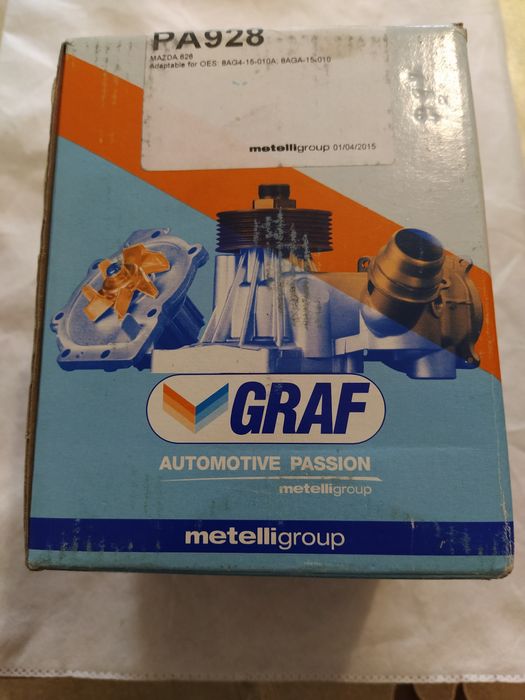 PA928
MAZDA 626
Adaptable for OES: 8AG4-15-010A; 8AGA-15-010
metelligroup 01/04/2015
GRAF
AUTOMOTIVE PASSION
metelligroup
metelligroup